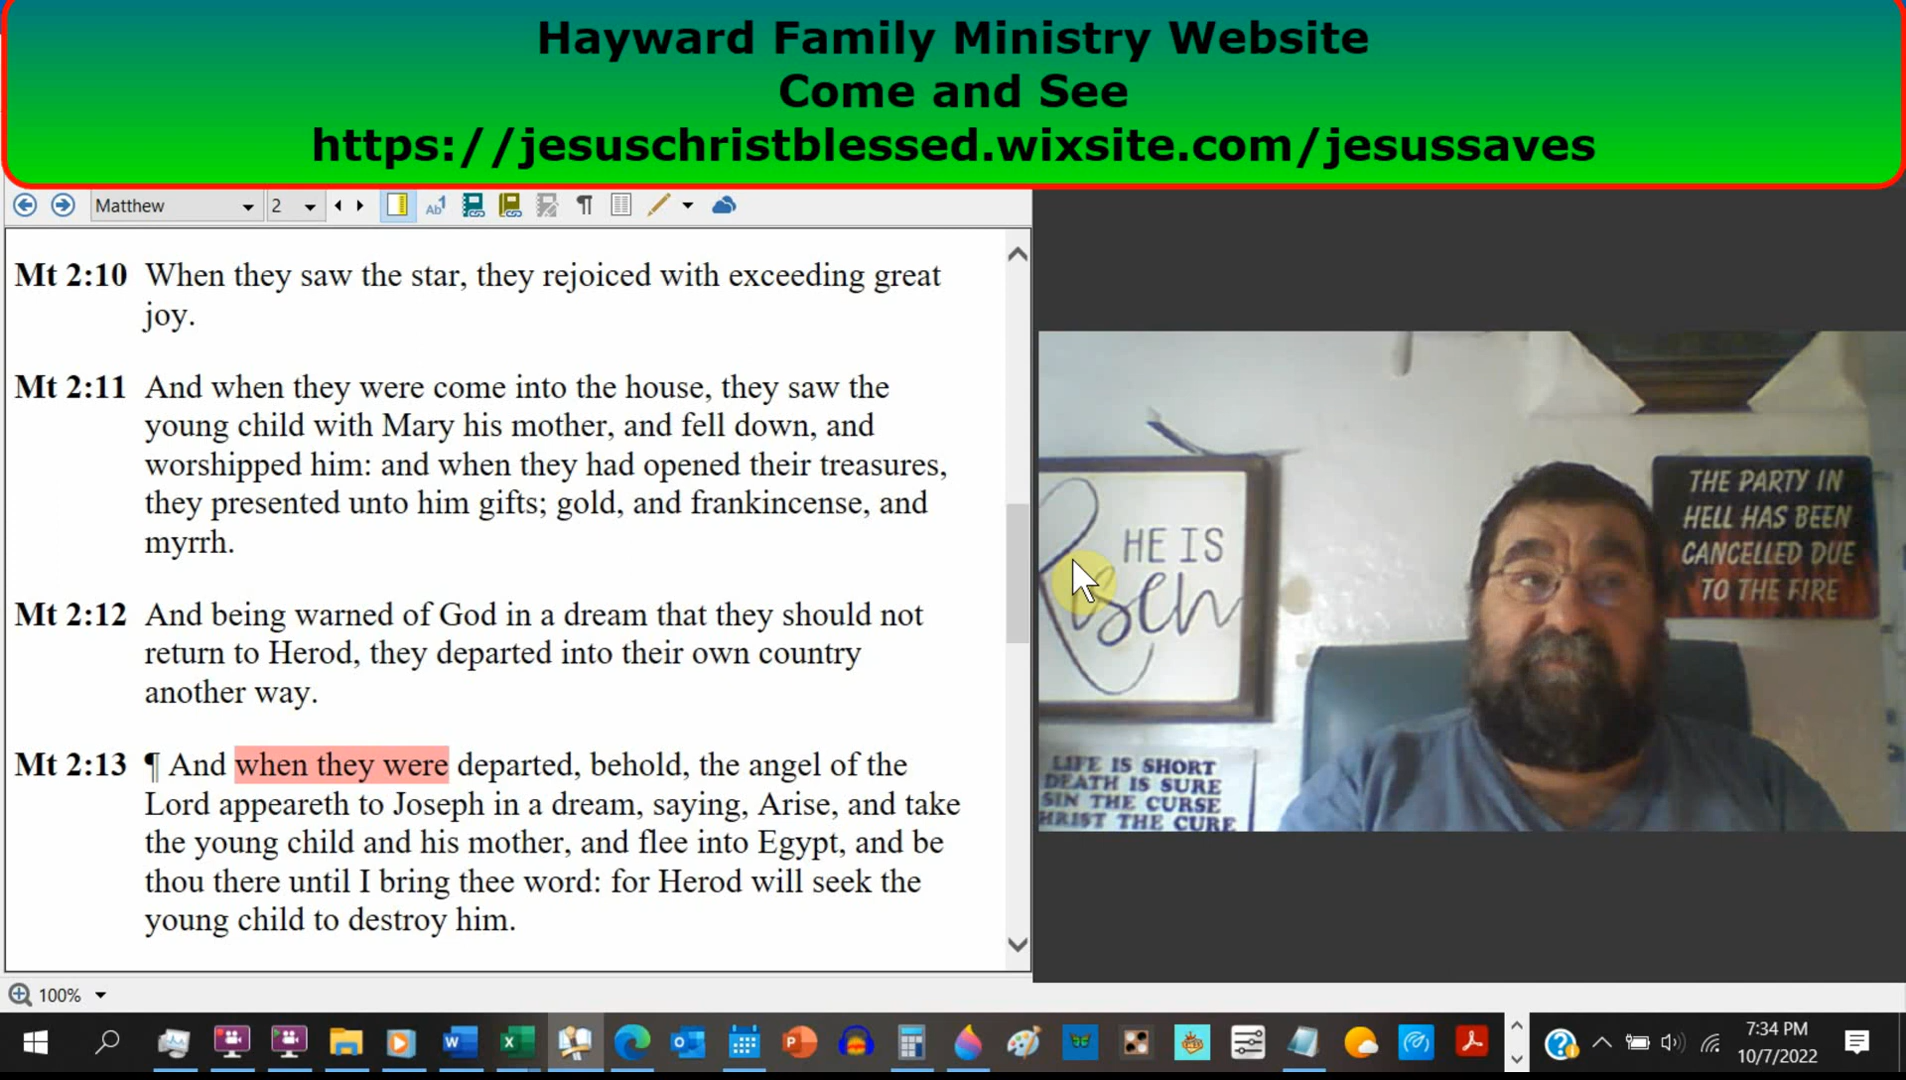 Hayward Family Ministry Website
Come and See
https://jesuschristblessed.wixsite.com/jesussaves
Matthew
2
Ab1
Mt 2:10 When they saw the star, they rejoiced with exceeding great
joy.
Mt 2:11 And when they were come into the house, they saw the
young child with Mary his mother, and fell down, and
worshipped him: and when they had opened their treasures,
they presented unto him gifts; gold, and frankincense, and
myrrh.
Mt 2:12 And being warned of God in a dream that they should not
return to Herod, they departed into their own country
another way.
Mt 2:13 ¶ And when they were departed, behold, the angel of the
Lord appeareth to Joseph in a dream, saying, Arise, and take
the young child and his mother, and flee into Egypt, and be
thou there until I bring thee word: for Herod will seek the
young child to destroy him.
HE IS
Risen
THE PARTY IN
HELL HAS BEEN
CANCELLED DUE
TO THE FIRE
LIFE IS SHORT
DEATH IS SURE
SIN THE CURSE
HRIST THE CURE
100%
7:34 PM
10/7/2022